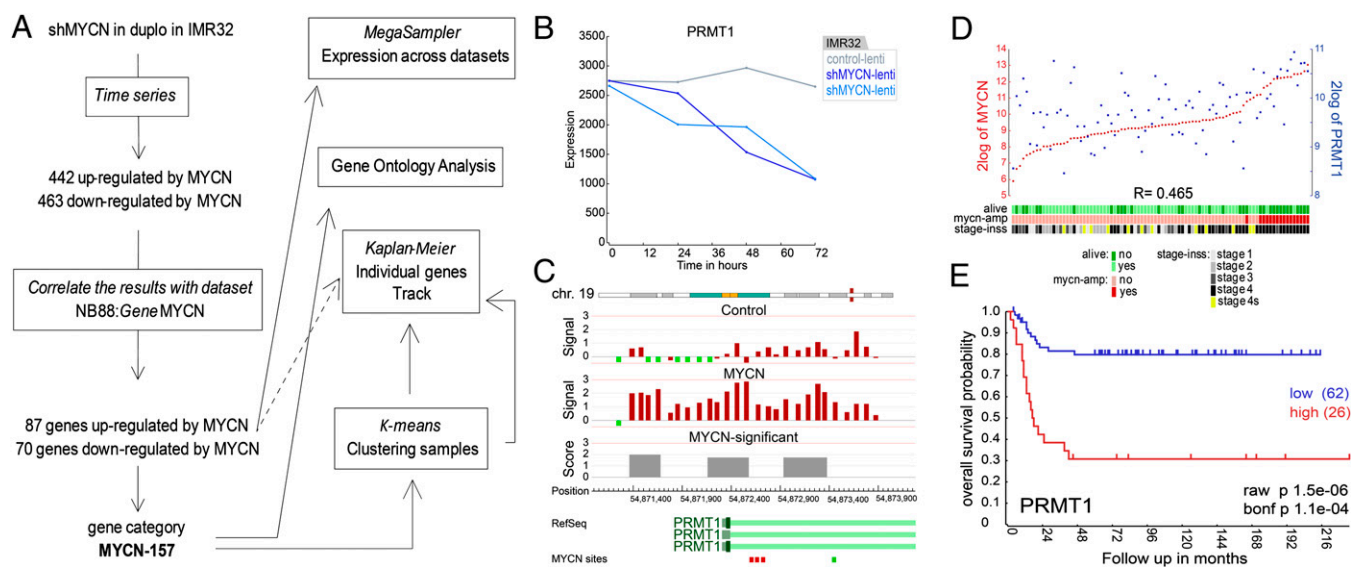 A
shMYCN in duplo in IMR32
Time series
442 up-regulated by MYCN
463 down-regulated by MYCN
Correlate the results with dataset
NB88:Gene MYCN
87 genes up-regulated by MYCN
70 genes down-regulated by MYCN
gene category
MYCN-157
MegaSampler
Expression across datasets
Gene Ontology Analysis
Kaplan-Meier
Individual genes
Track
K-means
Clustering samples
B
PRMT1
IMR32
control-lenti
shMYCN-lenti
shMYCN-lenti
Expression
3500
3000
2500
2000
1500
1000
500
0
0 12 24 36 48 60 72
Time in hours
C
chr. 19
Control
Signal
3
2
1
0
MYCN
Signal
3
2
1
0
MYCN-significant
Score
3
2
1
0
Position
54,871,400 54,871,900 54,872,400 54,872,900 54,873,400 54,873,900
RefSeq
PRMT1
PRMT1
PRMT1
MYCN sites
D
2log of MYCN
14
13
12
11
10
9
8
7
6
5
2log of PRMT1
11
10
9
8
R= 0.465
alive
mycn-amp
stage-inss
alive: no
yes
mycn-amp: no
yes
stage-inss: stage 1
stage 2
stage 3
stage 4
stage 4s
E
overall survival probability
1.0
0.9
0.8
0.7
0.6
0.5
0.4
0.3
0.2
0.1
0.0
low (62)
high (26)
PRMT1
raw p 1.5e-06
bonf p 1.1e-04
0 24 48 72 96 120 144 168 192 216
Follow up in months